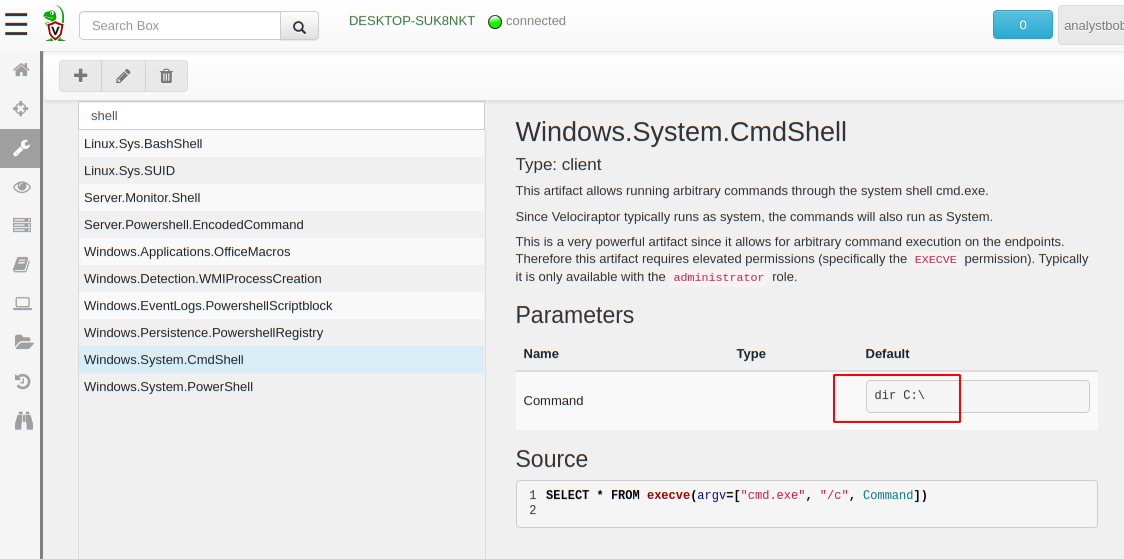 Search Box
DESKTOP-SUK8NKT connected
0
analystbob
shell
Linux.Sys.BashShell
Linux.Sys.SUID
Server.Monitor.Shell
Server.Powershell.EncodedCommand
Windows.Applications.OfficeMacros
Windows.Detection.WMIProcessCreation
Windows.EventLogs.PowershellScriptblock
Windows.Persistence.PowershellRegistry
Windows.System.CmdShell
Windows.System.PowerShell
Windows.System.CmdShell
Type: client
This artifact allows running arbitrary commands through the system shell cmd.exe.
Since Velociraptor typically runs as system, the commands will also run as System.
This is a very powerful artifact since it allows for arbitrary command execution on the endpoints.
Therefore this artifact requires elevated permissions (specifically the EXECVE permission). Typically
it is only available with the administrator role.
Parameters
Name Type Default
Command dir C:\
Source
1 SELECT * FROM execve(argv=["cmd.exe", "/c", Command])
2